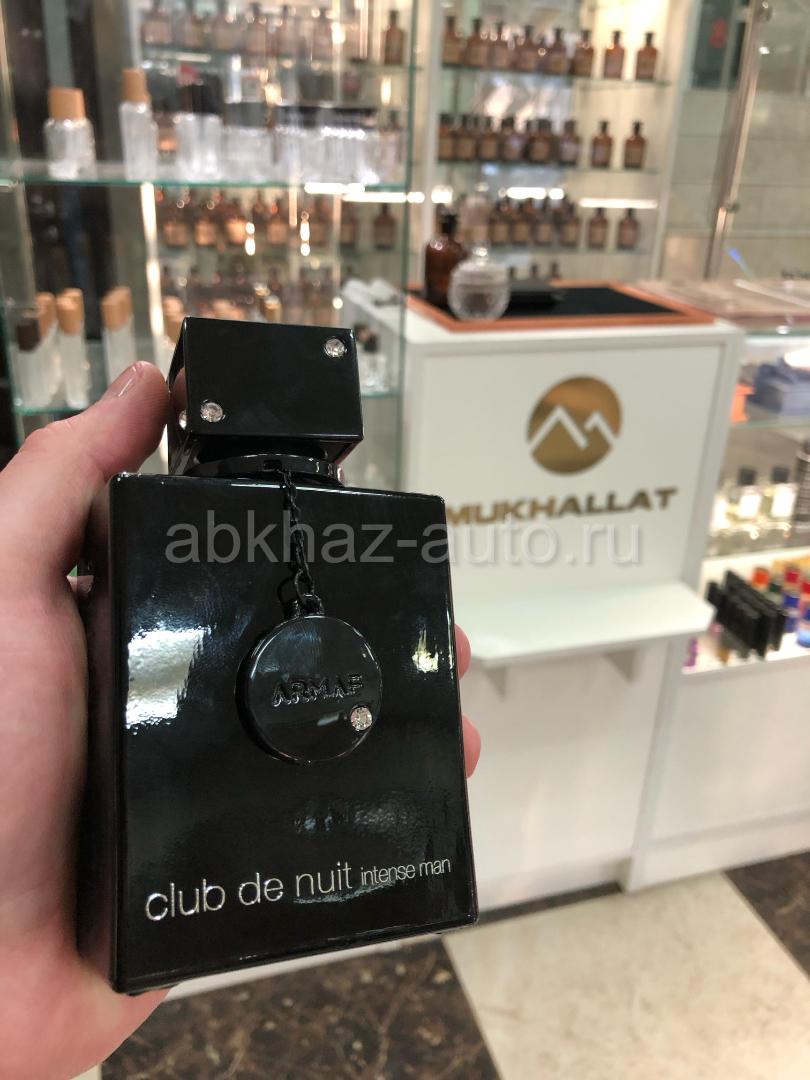 MUKHALLAT
abkhaz-auto.ru
ARMAF
club de nuit intense man